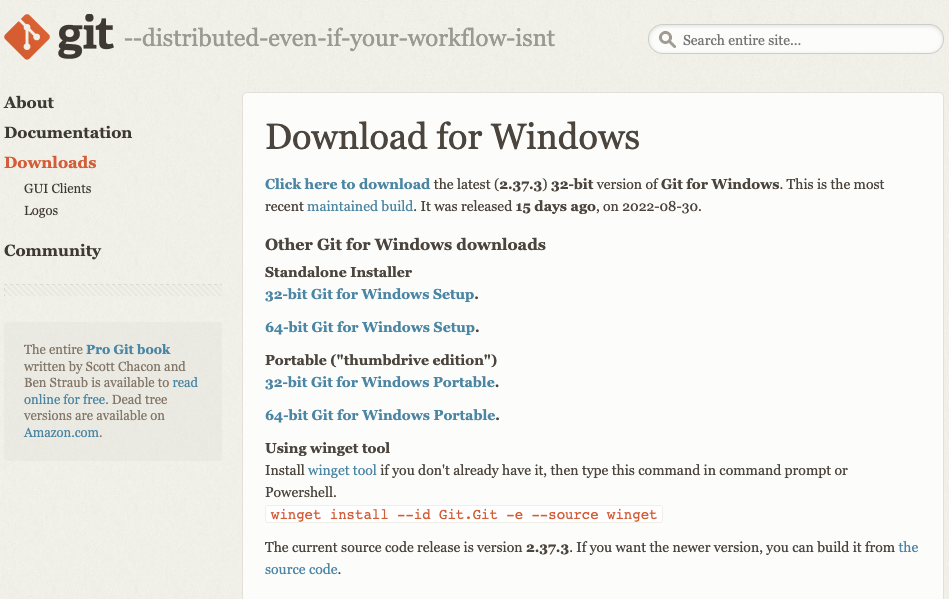 git --distributed-even-if-your-workflow-isnt
Search entire site...
About
Documentation
Downloads
GUI Clients
Logos
Community
The entire Pro Git book
written by Scott Chacon and
Ben Straub is available to read
online for free. Dead tree
versions are available on
Amazon.com.
Download for Windows
Click here to download the latest (2.37.3) 32-bit version of Git for Windows. This is the most
recent maintained build. It was released 15 days ago, on 2022-08-30.
Other Git for Windows downloads
Standalone Installer
32-bit Git for Windows Setup.
64-bit Git for Windows Setup.
Portable ("thumbdrive edition")
32-bit Git for Windows Portable.
64-bit Git for Windows Portable.
Using winget tool
Install winget tool if you don't already have it, then type this command in command prompt or
Powershell.
winget install --id Git.Git -e --source winget
The current source code release is version 2.37.3. If you want the newer version, you can build it from the
source code.